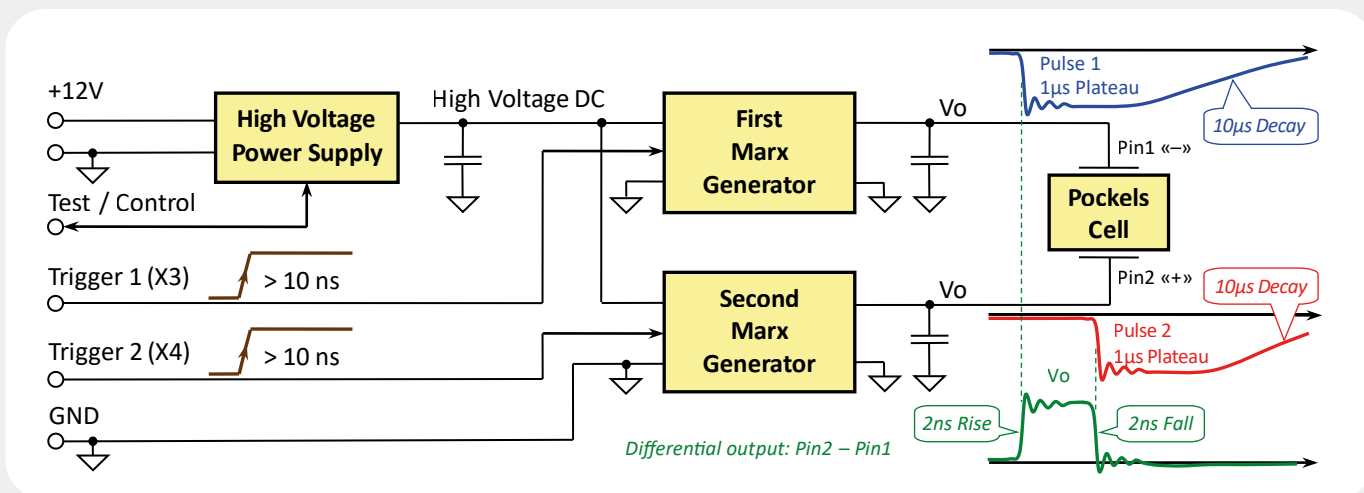 +12V
High Voltage
Power Supply
High Voltage DC
First
Marx
Generator
Vo
Pulse 1
1µs Plateau
10µs Decay
Pin1 «–»
Pockels
Cell
Pin2 «+»
Test / Control
Trigger 1 (X3)
> 10 ns
Second
Marx
Generator
Vo
10µs Decay
Trigger 2 (X4)
> 10 ns
Pulse 2
1µs Plateau
Vo
GND
2ns Rise
2ns Fall
Differential output: Pin2 – Pin1